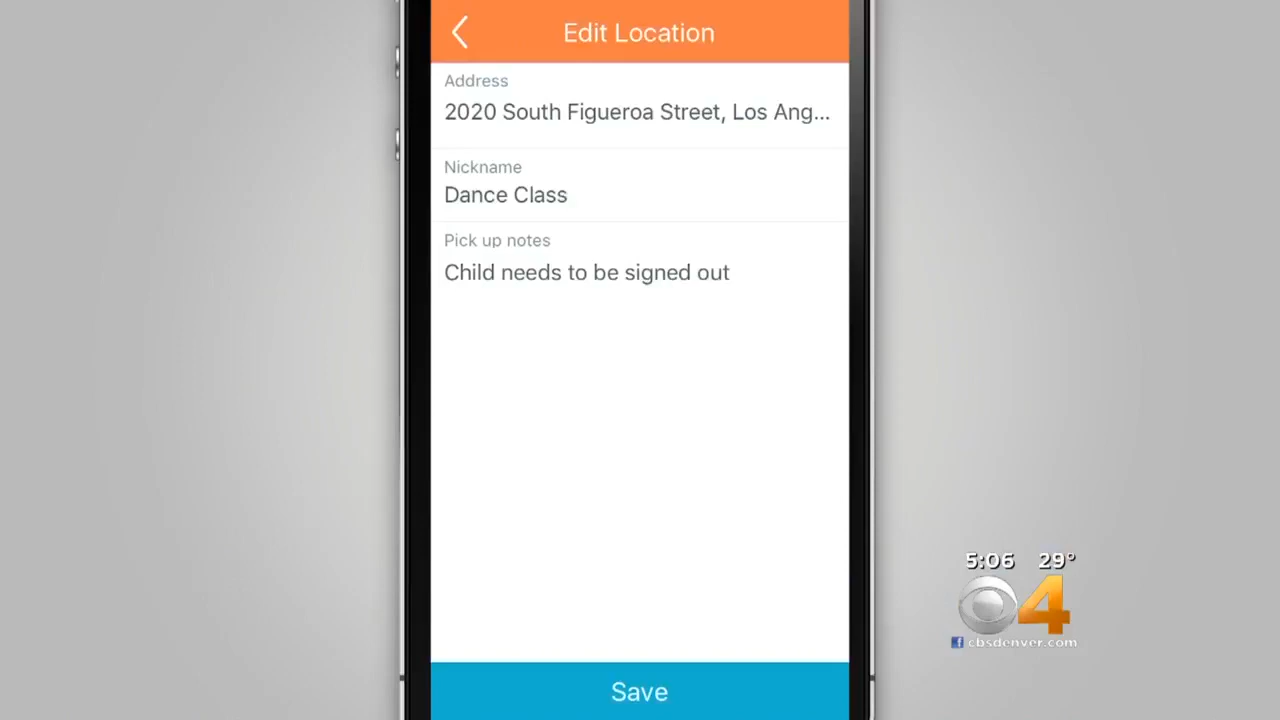 Edit Location
Address
2020 South Figueroa Street, Los Ang...
Nickname
Dance Class
Pick up notes
Child needs to be signed out
5:06 29°
4
cbsdenver.com
Save